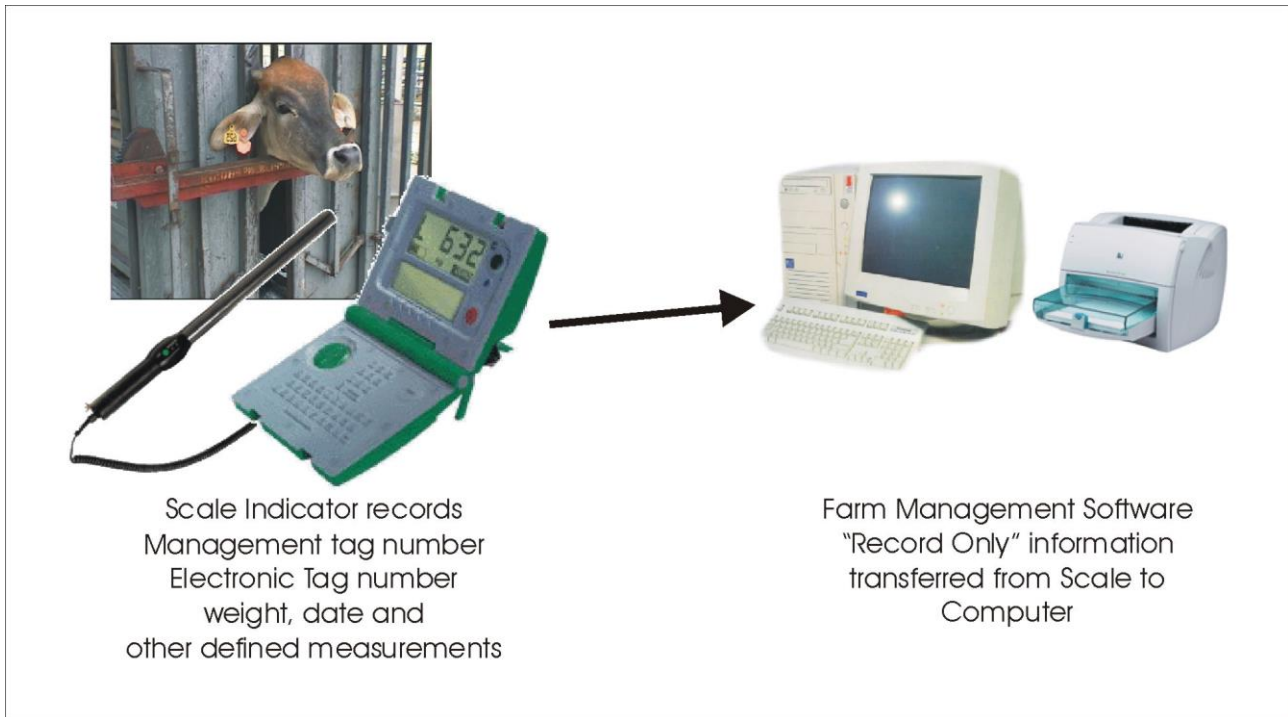 632
Scale Indicator records
Management tag number
Electronic Tag number
weight, date and
other defined measurements
Farm Management Software
"Record Only" information
transferred from Scale to
Computer